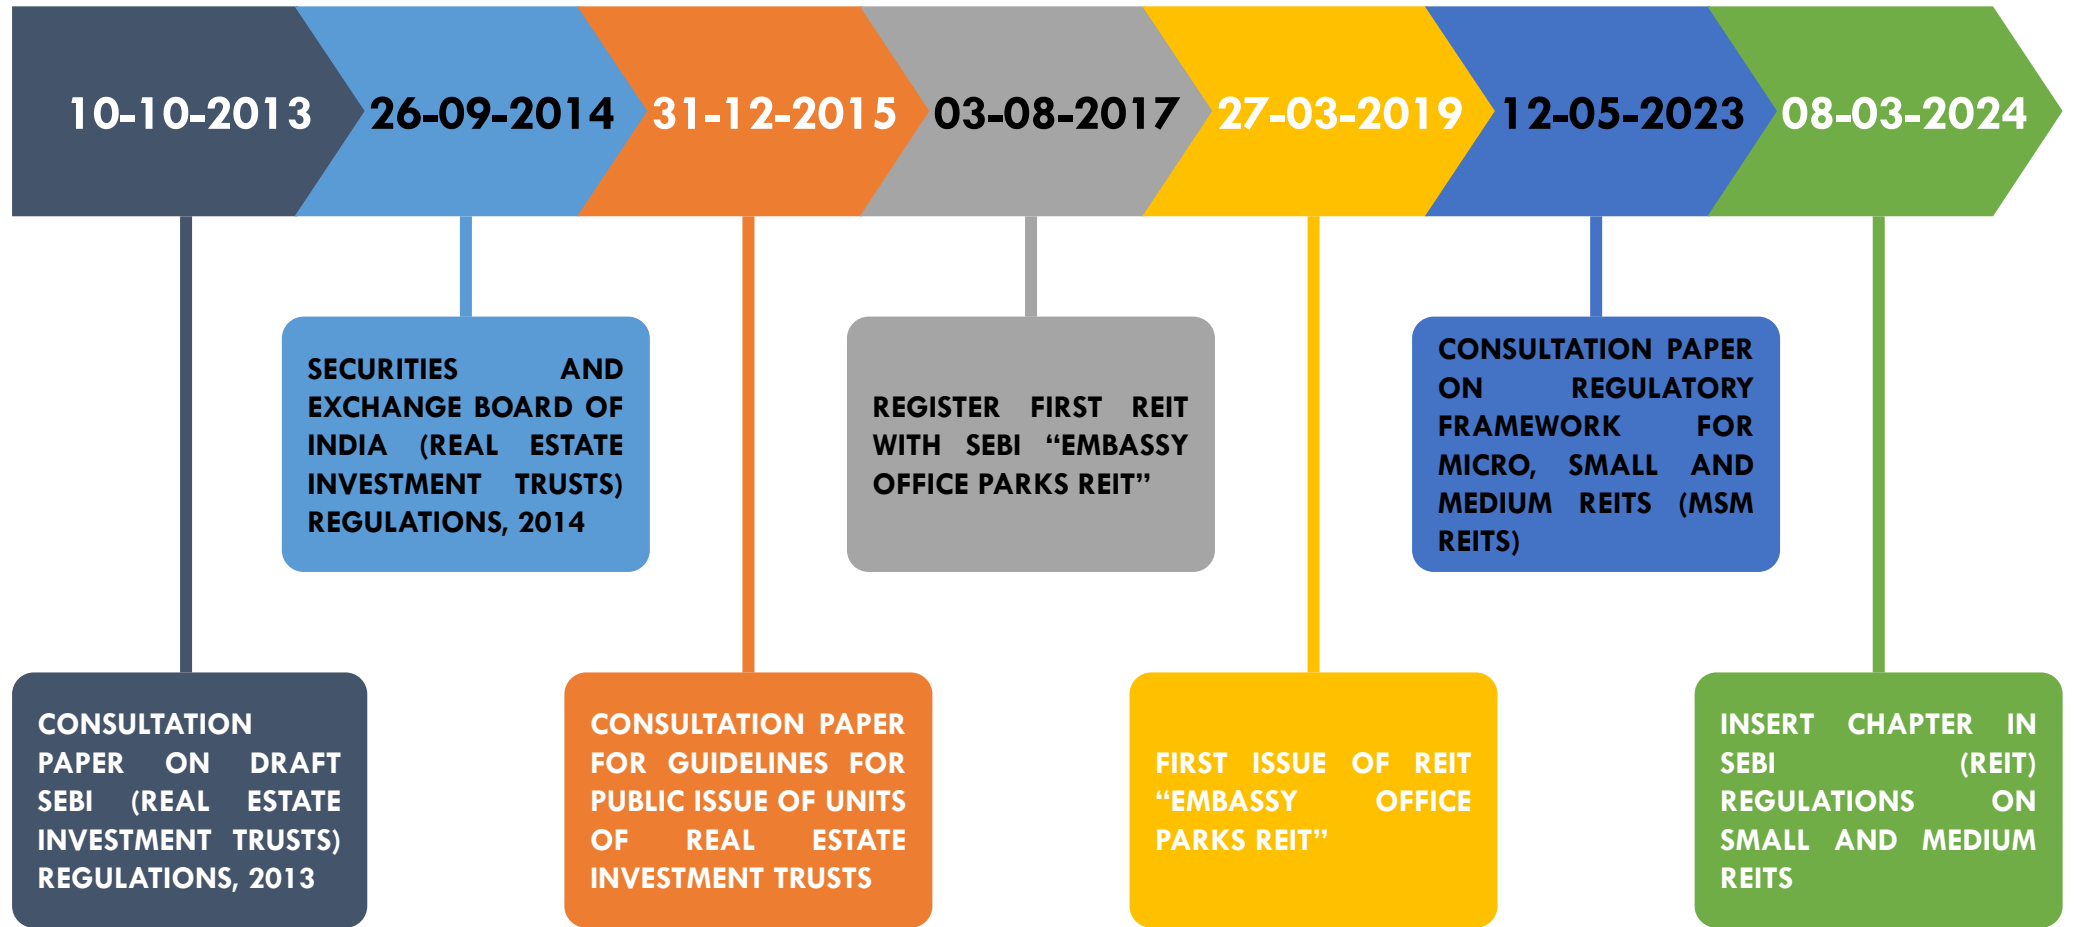 10-10-2013
26-09-2014
31-12-2015
03-08-2017
27-03-2019
12-05-2023
08-03-2024
SECURITIES AND
EXCHANGE BOARD OF
INDIA (REAL ESTATE
INVESTMENT TRUSTS)
REGULATIONS, 2014
REGISTER FIRST REIT
WITH SEBI “EMBASSY
OFFICE PARKS REIT”
CONSULTATION PAPER
ON REGULATORY
FRAMEWORK FOR
MICRO, SMALL AND
MEDIUM REITS (MSM
REITS)
CONSULTATION
PAPER ON DRAFT
SEBI (REAL ESTATE
INVESTMENT TRUSTS)
REGULATIONS, 2013
CONSULTATION PAPER
FOR GUIDELINES FOR
PUBLIC ISSUE OF UNITS
OF REAL ESTATE
INVESTMENT TRUSTS
FIRST ISSUE OF REIT
“EMBASSY OFFICE
PARKS REIT”
INSERT CHAPTER IN
SEBI (REIT)
REGULATIONS ON
SMALL AND MEDIUM
REITS